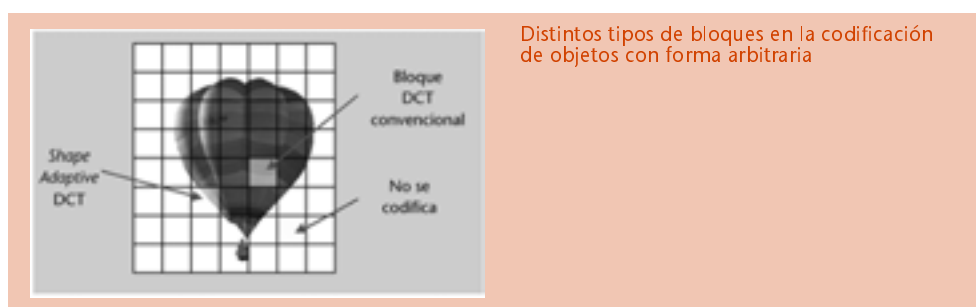 Distintos tipos de bloques en la codificación
de objetos con forma arbitraria
Bloque
DCT
convencional
Shape
Adaptive
DCT
No se
codifica